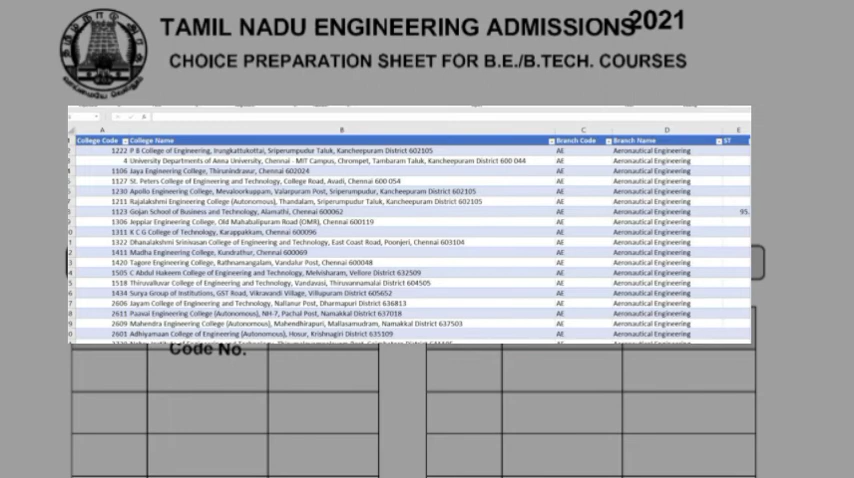 TAMIL NADU ENGINEERING ADMISSIONS 2021
CHOICE PREPARATION SHEET FOR B.E./B.TECH. COURSES
A B C D E
College Code College Name Branch Code Branch Name ST
1222 P B College of Engineering, Irungkattukottai, Sriperumpudur Taluk, Kancheepuram District 602105 AE Aeronautical Engineering
4 University Departments of Anna University, Chennai - MIT Campus, Chrompet, Tambaram Taluk, Kancheepuram District 600 044 AE Aeronautical Engineering
1106 Jaya Engineering College, Thiruninravur, Chennai 602024 AE Aeronautical Engineering
1127 St. Peters College of Engineering and Technology, College Road, Avadi, Chennai 600 054 AE Aeronautical Engineering
1230 Apollo Engineering College, Mevaloorkuppam, Valarpuram Post, Sriperumpudur, Kancheepuram District 602105 AE Aeronautical Engineering
1211 Rajalakshmi Engineering College (Autonomous), Thandalam, Sriperumpudur Taluk, Kancheepuram District 602105 AE Aeronautical Engineering
1123 Gojan School of Business and Technology, Alamathi, Chennai 600062 AE Aeronautical Engineering 95.
1306 Jeppiar Engineering College, Old Mahabalipuram Road (OMR), Chennai 600119 AE Aeronautical Engineering
1311 K C G College of Technology, Karappakkam, Chennai 600096 AE Aeronautical Engineering
1322 Dhanalakshmi Srinivasan College of Engineering and Technology, East Coast Road, Poonjeri, Chennai 603104 AE Aeronautical Engineering
1411 Madha Engineering College, Kundrathur, Chennai 600069 AE Aeronautical Engineering
1420 Tagore Engineering College, Rathnamangalam, Vandalur Post, Chennai 600048 AE Aeronautical Engineering
1505 C Abdul Hakeem College of Engineering and Technology, Melvisharam, Vellore District 632509 AE Aeronautical Engineering
1518 Thiruvalluvar College of Engineering and Technology, Vandavasi, Thiruvannamalai District 604505 AE Aeronautical Engineering
1434 Surya Group of Institutions, GST Road, Vikravandi Village, Villupuram District 605652 AE Aeronautical Engineering
2606 Jayam College of Engineering and Technology, Nallanur Post, Dharmapuri District 636813 AE Aeronautical Engineering
2611 Paavai Engineering College (Autonomous), NH-7, Pachal Post, Namakkal District 637018 AE Aeronautical Engineering
2609 Mahendra Engineering College (Autonomous), Mahendhirapuri, Mallasamudram, Namakkal District 637503 AE Aeronautical Engineering
2601 Adhiyamaan College of Engineering (Autonomous), Hosur, Krishnagiri District 635109 AE Aeronautical Engineering
Code No.